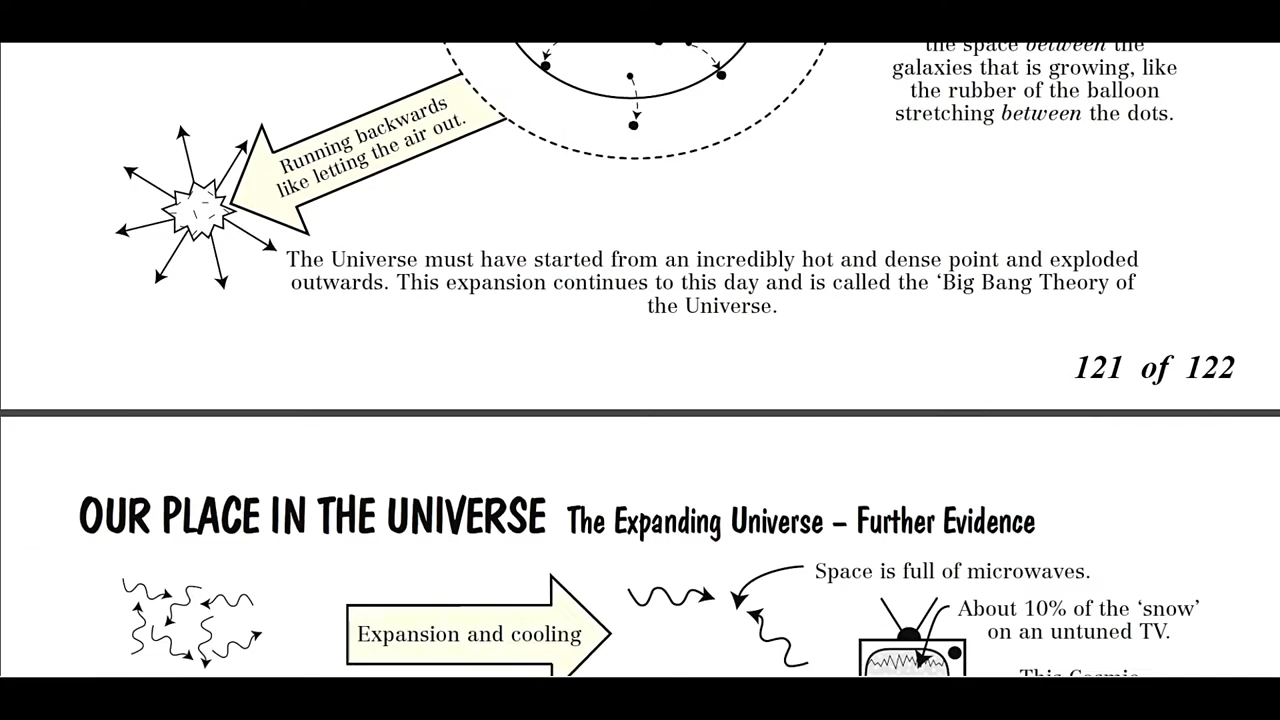 the space between the
galaxies that is growing, like
the rubber of the balloon
stretching between the dots.
Running backwards
like letting the air out.
The Universe must have started from an incredibly hot and dense point and exploded
outwards. This expansion continues to this day and is called the ‘Big Bang Theory of
the Universe.
121 of 122
OUR PLACE IN THE UNIVERSE The Expanding Universe – Further Evidence
Space is full of microwaves.
About 10% of the ‘snow’
on an untuned TV.
Expansion and cooling
This Cosmic